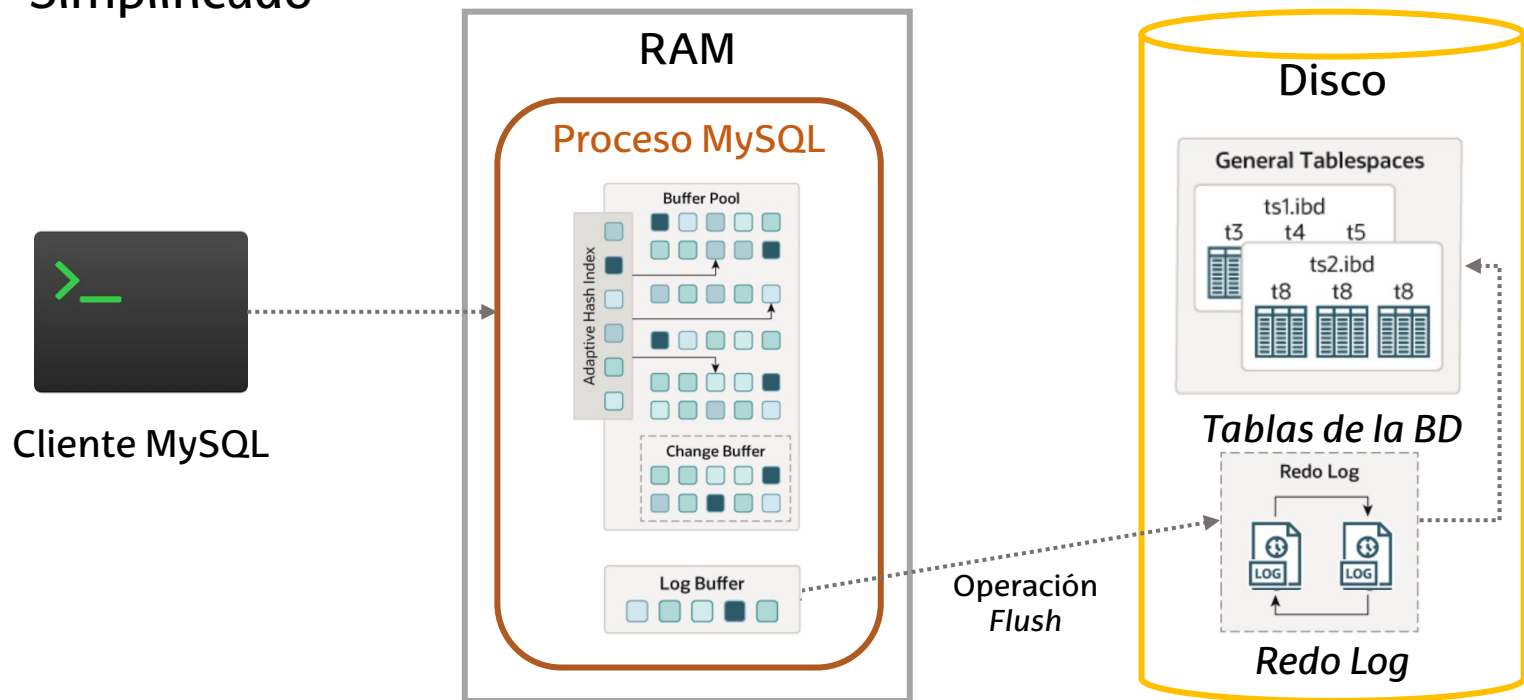 Simplificado
RAM
Disco
Proceso MySQL
General Tablespaces
Buffer Pool
Adaptive Hash Index
ts1.ibd
t3 t4 t5
ts2.ibd
t8 t8 t8
>_
Cliente MySQL
Tablas de la BD
Change Buffer
Redo Log
LOG LOG
Log Buffer
Operación
Flush
Redo Log